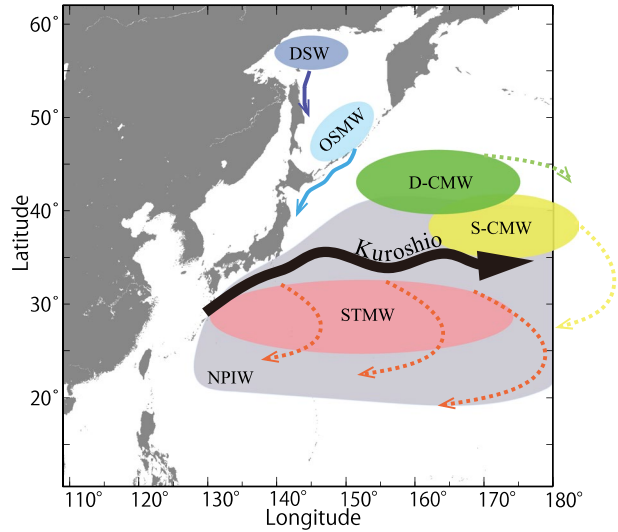 60°
DSW
50°
OSMW
D-CMW
40°
S-CMW
Kuroshio
Latitude
30°
STMW
NPIW
20°
110° 120° 130° 140° 150° 160° 170° 180°
Longitude